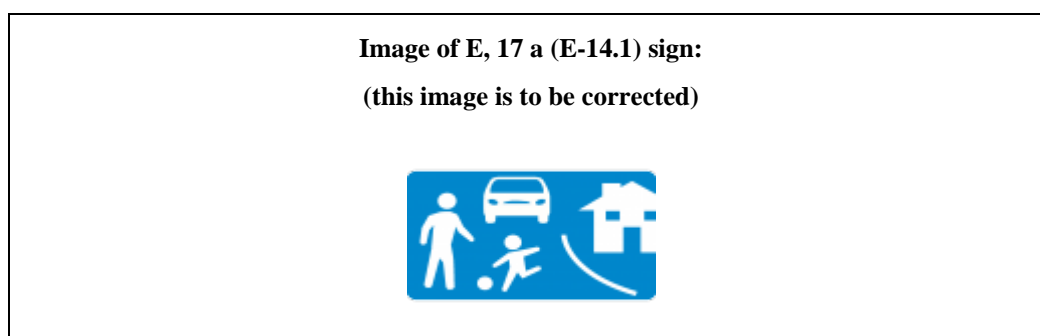 Image of E, 17 a (E-14.1) sign:
(this image is to be corrected)